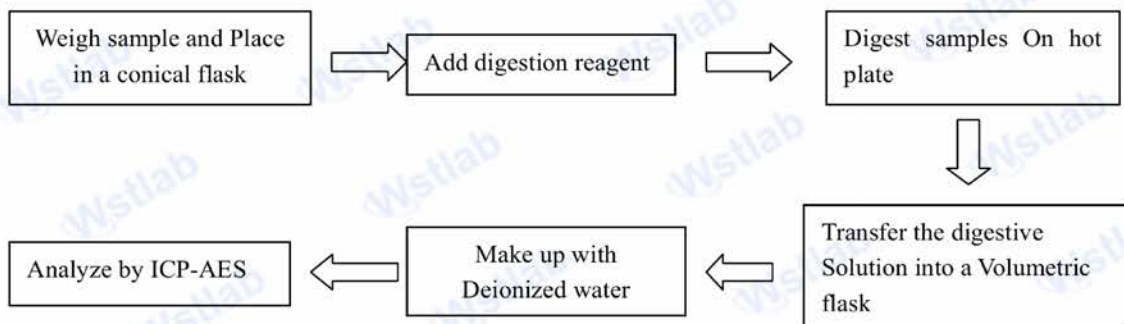 Weigh sample and Place
in a conical flask
Add digestion reagent
Digest samples On hot
plate
Transfer the digestive
Solution into a Volumetric
flask
Make up with
Deionized water
Analyze by ICP-AES
Wstlab
Wstlab
Wstlab
Wstlab
Wstlab
Wstlab
Wstlab
Wstlab
Wstlab
Wstlab
Wstlab